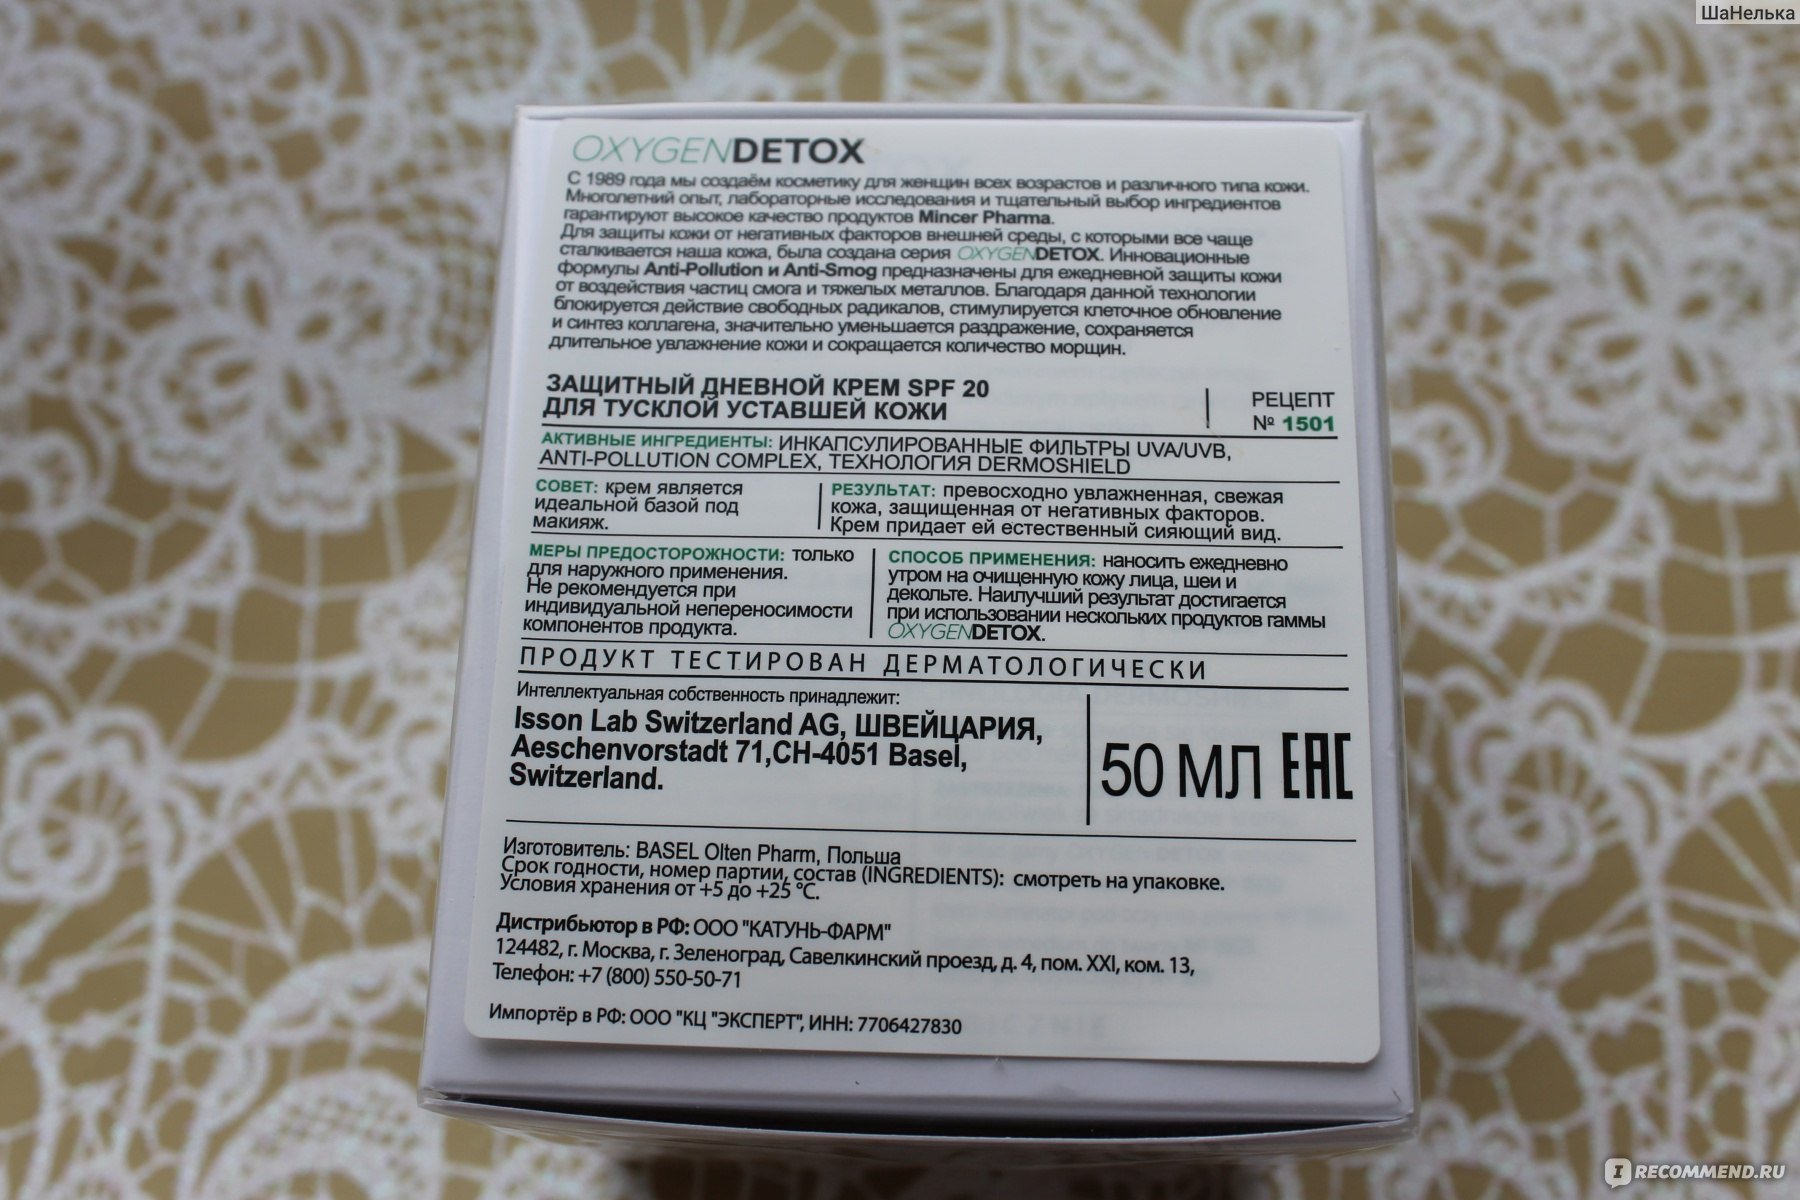 ШаНелька
OXYGENDETOX
С 1989 года мы создаём косметику для женщин всех возрастов и различного типа кожи.
Многолетний опыт, лабораторные исследования и тщательный выбор ингредиентов
гарантируют высокое качество продуктов Mincer Pharma.
Для защиты кожи от негативных факторов внешней среды, с которыми все чаще
сталкивается наша кожа, была создана серия OXYGENDETOX. Инновационные
формулы Anti-Pollution и Anti-Smog предназначены для ежедневной защиты кожи
от воздействия частиц смога и тяжелых металлов. Благодаря данной технологии
блокируется действие свободных радикалов, стимулируется клеточное обновление
и синтез коллагена, значительно уменьшается раздражение, сохраняется
длительное увлажнение кожи и сокращается количество морщин.
ЗАЩИТНЫЙ ДНЕВНОЙ КРЕМ SPF 20
ДЛЯ ТУСКЛОЙ УСТАВШЕЙ КОЖИ
РЕЦЕПТ
№ 1501
АКТИВНЫЕ ИНГРЕДИЕНТЫ: ИНКАПСУЛИРОВАННЫЕ ФИЛЬТРЫ UVA/UVB,
ANTI-POLLUTION COMPLEX, ТЕХНОЛОГИЯ DERMOSHIELD
СОВЕТ: крем является
идеальной базой под
макияж.
РЕЗУЛЬТАТ: превосходно увлажненная, свежая
кожа, защищенная от негативных факторов.
Крем придает ей естественный сияющий вид.
МЕРЫ ПРЕДОСТОРОЖНОСТИ: только
для наружного применения.
Не рекомендуется при
индивидуальной непереносимости
компонентов продукта.
СПОСОБ ПРИМЕНЕНИЯ: наносить ежедневно
утром на очищенную кожу лица, шеи и
декольте. Наилучший результат достигается
при использовании нескольких продуктов гаммы
OXYGENDETOX.
ПРОДУКТ ТЕСТИРОВАН ДЕРМАТОЛОГИЧЕСКИ
Интеллектуальная собственность принадлежит:
Isson Lab Switzerland AG, ШВЕЙЦАРИЯ,
Aeschenvorstadt 71,CH-4051 Basel,
Switzerland.
50 МЛ EAC
Изготовитель: BASEL Olten Pharm, Польша
Срок годности, номер партии, состав (INGREDIENTS): смотреть на упаковке.
Условия хранения от +5 до +25 °C.
Дистрибьютор в РФ: ООО "КАТУНЬ-ФАРМ"
124482, г. Москва, г. Зеленоград, Савелкинский проезд, д. 4, пом. XXI, ком. 13,
Телефон: +7 (800) 550-50-71
Импортёр в РФ: ООО "КЦ "ЭКСПЕРТ", ИНН: 7706427830
IRECOMMEND.RU